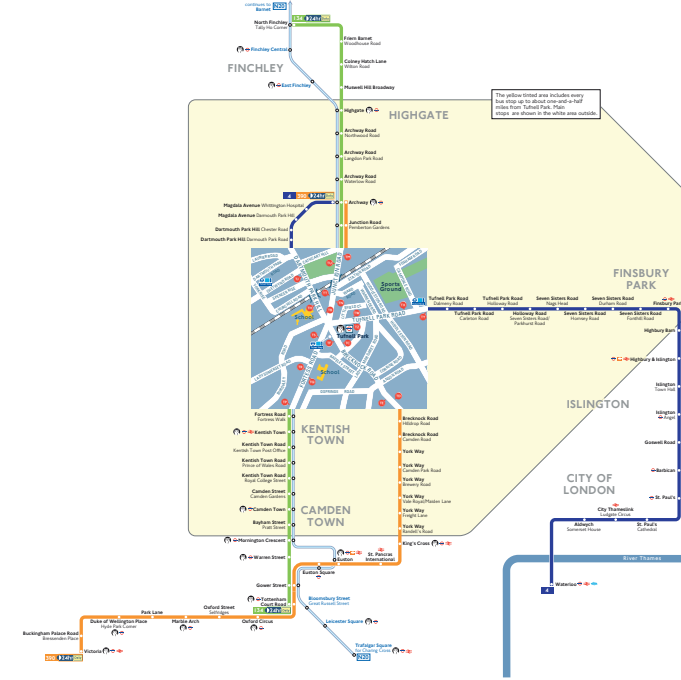 continues to
Barnet
N20
North Finchley
Tally Ho Corner
134
24hr
Friern Barnet
Woodhouse Road
Finchley Central
Colney Hatch Lane
Wilton Road
FINCHLEY
East Finchley
Muswell Hill Broadway
The yellow tinted area includes every
bus stop up to about one-and-a-half
miles from Tufnell Park. Main
stops are shown in the white area outside.
Highgate
HIGHGATE
Archway Road
Northwood Road
Archway Road
Langdon Park Road
Archway Road
Waterlow Road
4
390
24hr
Magdala Avenue Whittington Hospital
Archway
Magdala Avenue Dartmouth Park Hill
Junction Road
Pemberton Gardens
Dartmouth Park Hill Chester Road
Dartmouth Park Hill Dartmouth Park Road
Sports
Ground
School
TUFNELL PARK ROAD
Tufnell Park
FORTESS ROAD
School
FINSBURY
PARK
Tufnell Park Road
Dalmeny Road
Tufnell Park Road
Holloway Road
Seven Sisters Road
Nags Head
Seven Sisters Road
Durham Road
Finsbury Par
Tufnell Park Road
Carleton Road
Holloway Road
Seven Sisters Road/
Parkhurst Road
Seven Sisters Road
Hornsey Road
Seven Sisters Road
Fonthill Road
Highbury Barn
Highbury & Islington
Islington
Town Hall
ISLINGTON
Islington
Angel
Goswell Road
Barbican
CITY OF
LONDON
St. Paul's
City Thameslink
Ludgate Circus
Aldwych
Somerset House
St. Paul's
Cathedral
River Thames
Waterloo
4
Fortess Road
Fortess Walk
KENTISH
TOWN
Kentish Town
Kentish Town Road
Kentish Town Post Office
Kentish Town Road
Prince of Wales Road
Kentish Town Road
Royal College Street
Camden Street
Camden Gardens
Camden Town
CAMDEN
TOWN
Bayham Street
Pratt Street
Brecknock Road
Hilldrop Road
Brecknock Road
Camden Road
York Way
York Way
Camden Park Road
York Way
Brewery Road
York Way
Vale Royal/Maiden Lane
York Way
Freight Lane
York Way
Randell's Road
Mornington Crescent
King's Cross
Warren Street
Euston
St. Pancras
International
Euston Square
Gower Street
Tottenham
Court Road
134
24hr
Bloomsbury Street
Great Russell Street
Oxford Street
Selfridges
Park Lane
Duke of Wellington Place
Hyde Park Corner
Marble Arch
Oxford Circus
Leicester Square
Buckingham Palace Road
Bressenden Place
Victoria
390
24hr
Trafalgar Square
for Charing Cross
N20